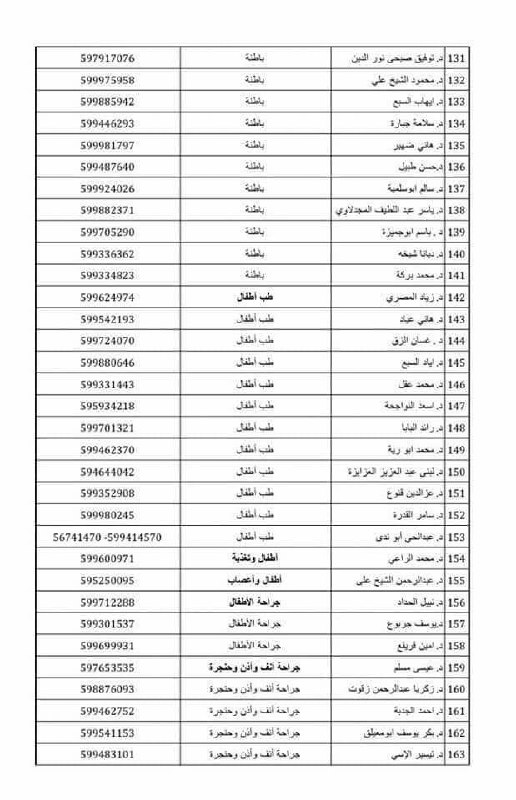 131 د. توفيق صبحى نور الدين باطنة 597917076
132 د. محمود الشيخ علي باطنة 599975958
133 د. ايهاب السبع باطنة 599885942
134 د. سلامة جبارة باطنة 599446293
135 د. هاني ضهير باطنة 599981797
136 د.حسن طبيل باطنة 599487640
137 د. سالم ابوسلمية باطنة 599924026
138 د. ياسر عبد اللطيف المجدلاوي باطنة 599882371
139 د . باسم ابوجميزة باطنة 599705290
140 د. ديانا شيخه باطنة 599336362
141 د. محمد بركة باطنة 599334823
142 د. زياد المصري طب أطفال 599624974
143 د. هاني عياد طب أطفال 599542193
144 د . غسان الزق طب أطفال 599724070
145 د. اياد السبع طب أطفال 599880646
146 د. محمد عقل طب أطفال 599331443
147 د. اسعد النواجحة طب أطفال 595934218
148 د. رائد البابا طب أطفال 599701321
149 د. محمد ابو رية طب أطفال 599462370
150 د. لبنى عبد العزيز العزايزة طب أطفال 594644042
151 د. عزالدين قنوع طب أطفال 599352908
152 د. سامر القدرة طب أطفال 599980245
153 د. عبدالحي أبو ندى طب أطفال 599414570- 56741470
154 د. محمد الراعي أطفال وتغذية 599600971
155 د. عبدالرحمن الشيخ على أطفال وأعصاب 595250095
156 د. نبيل الحداد جراحة الأطفال 599712288
157 د.يوسف جربوع جراحة الأطفال 599301537
158 د. امين قريقع جراحة الأطفال 599699931
159 د. عيسى مسلم جراحة أنف وأذن وحنجرة 597653535
160 د. زكريا عبدالرحمن زقوت جراحة أنف وأذن وحنجرة 598876093
161 د. احمد الجدبة جراحة أنف وأذن وحنجرة 599462752
162 د. بكر يوسف ابومعيلق جراحة أنف وأذن وحنجرة 599541153
163 د. تيسير الاسي جراحة أنف وأذن وحنجرة 599483101